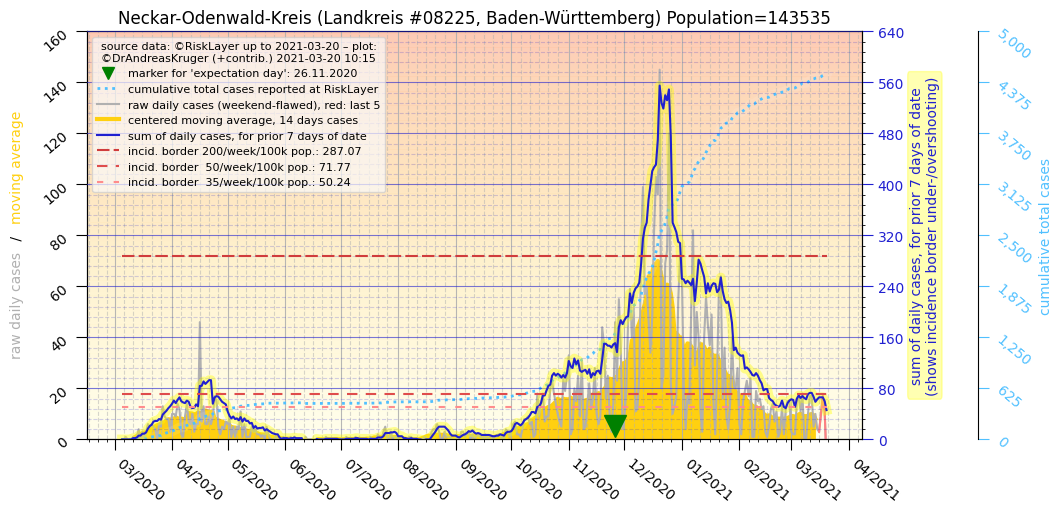 Neckar-Odenwald-Kreis (Landkreis #08225, Baden-Württemberg) Population=143535
source data: ©RiskLayer up to 2021-03-20 – plot:
©DrAndreasKruger (+contrib.) 2021-03-20 10:15
marker for 'expectation day': 26.11.2020
cumulative total cases reported at RiskLayer
raw daily cases (weekend-flawed), red: last 5
centered moving average, 14 days cases
sum of daily cases, for prior 7 days of date
incid. border 200/week/100k pop.: 287.07
incid. border  50/week/100k pop.: 71.77
incid. border  35/week/100k pop.: 50.24
raw daily cases / moving average
160
140
120
100
80
60
40
20
0
03/2020
04/2020
05/2020
06/2020
07/2020
08/2020
09/2020
10/2020
11/2020
12/2020
01/2021
02/2021
03/2021
04/2021
640
560
480
400
320
240
160
80
0
sum of daily cases, for prior 7 days of date
(shows incidence border under-/overshooting)
5,000
4,375
3,750
3,125
2,500
1,875
1,250
625
0
cumulative total cases